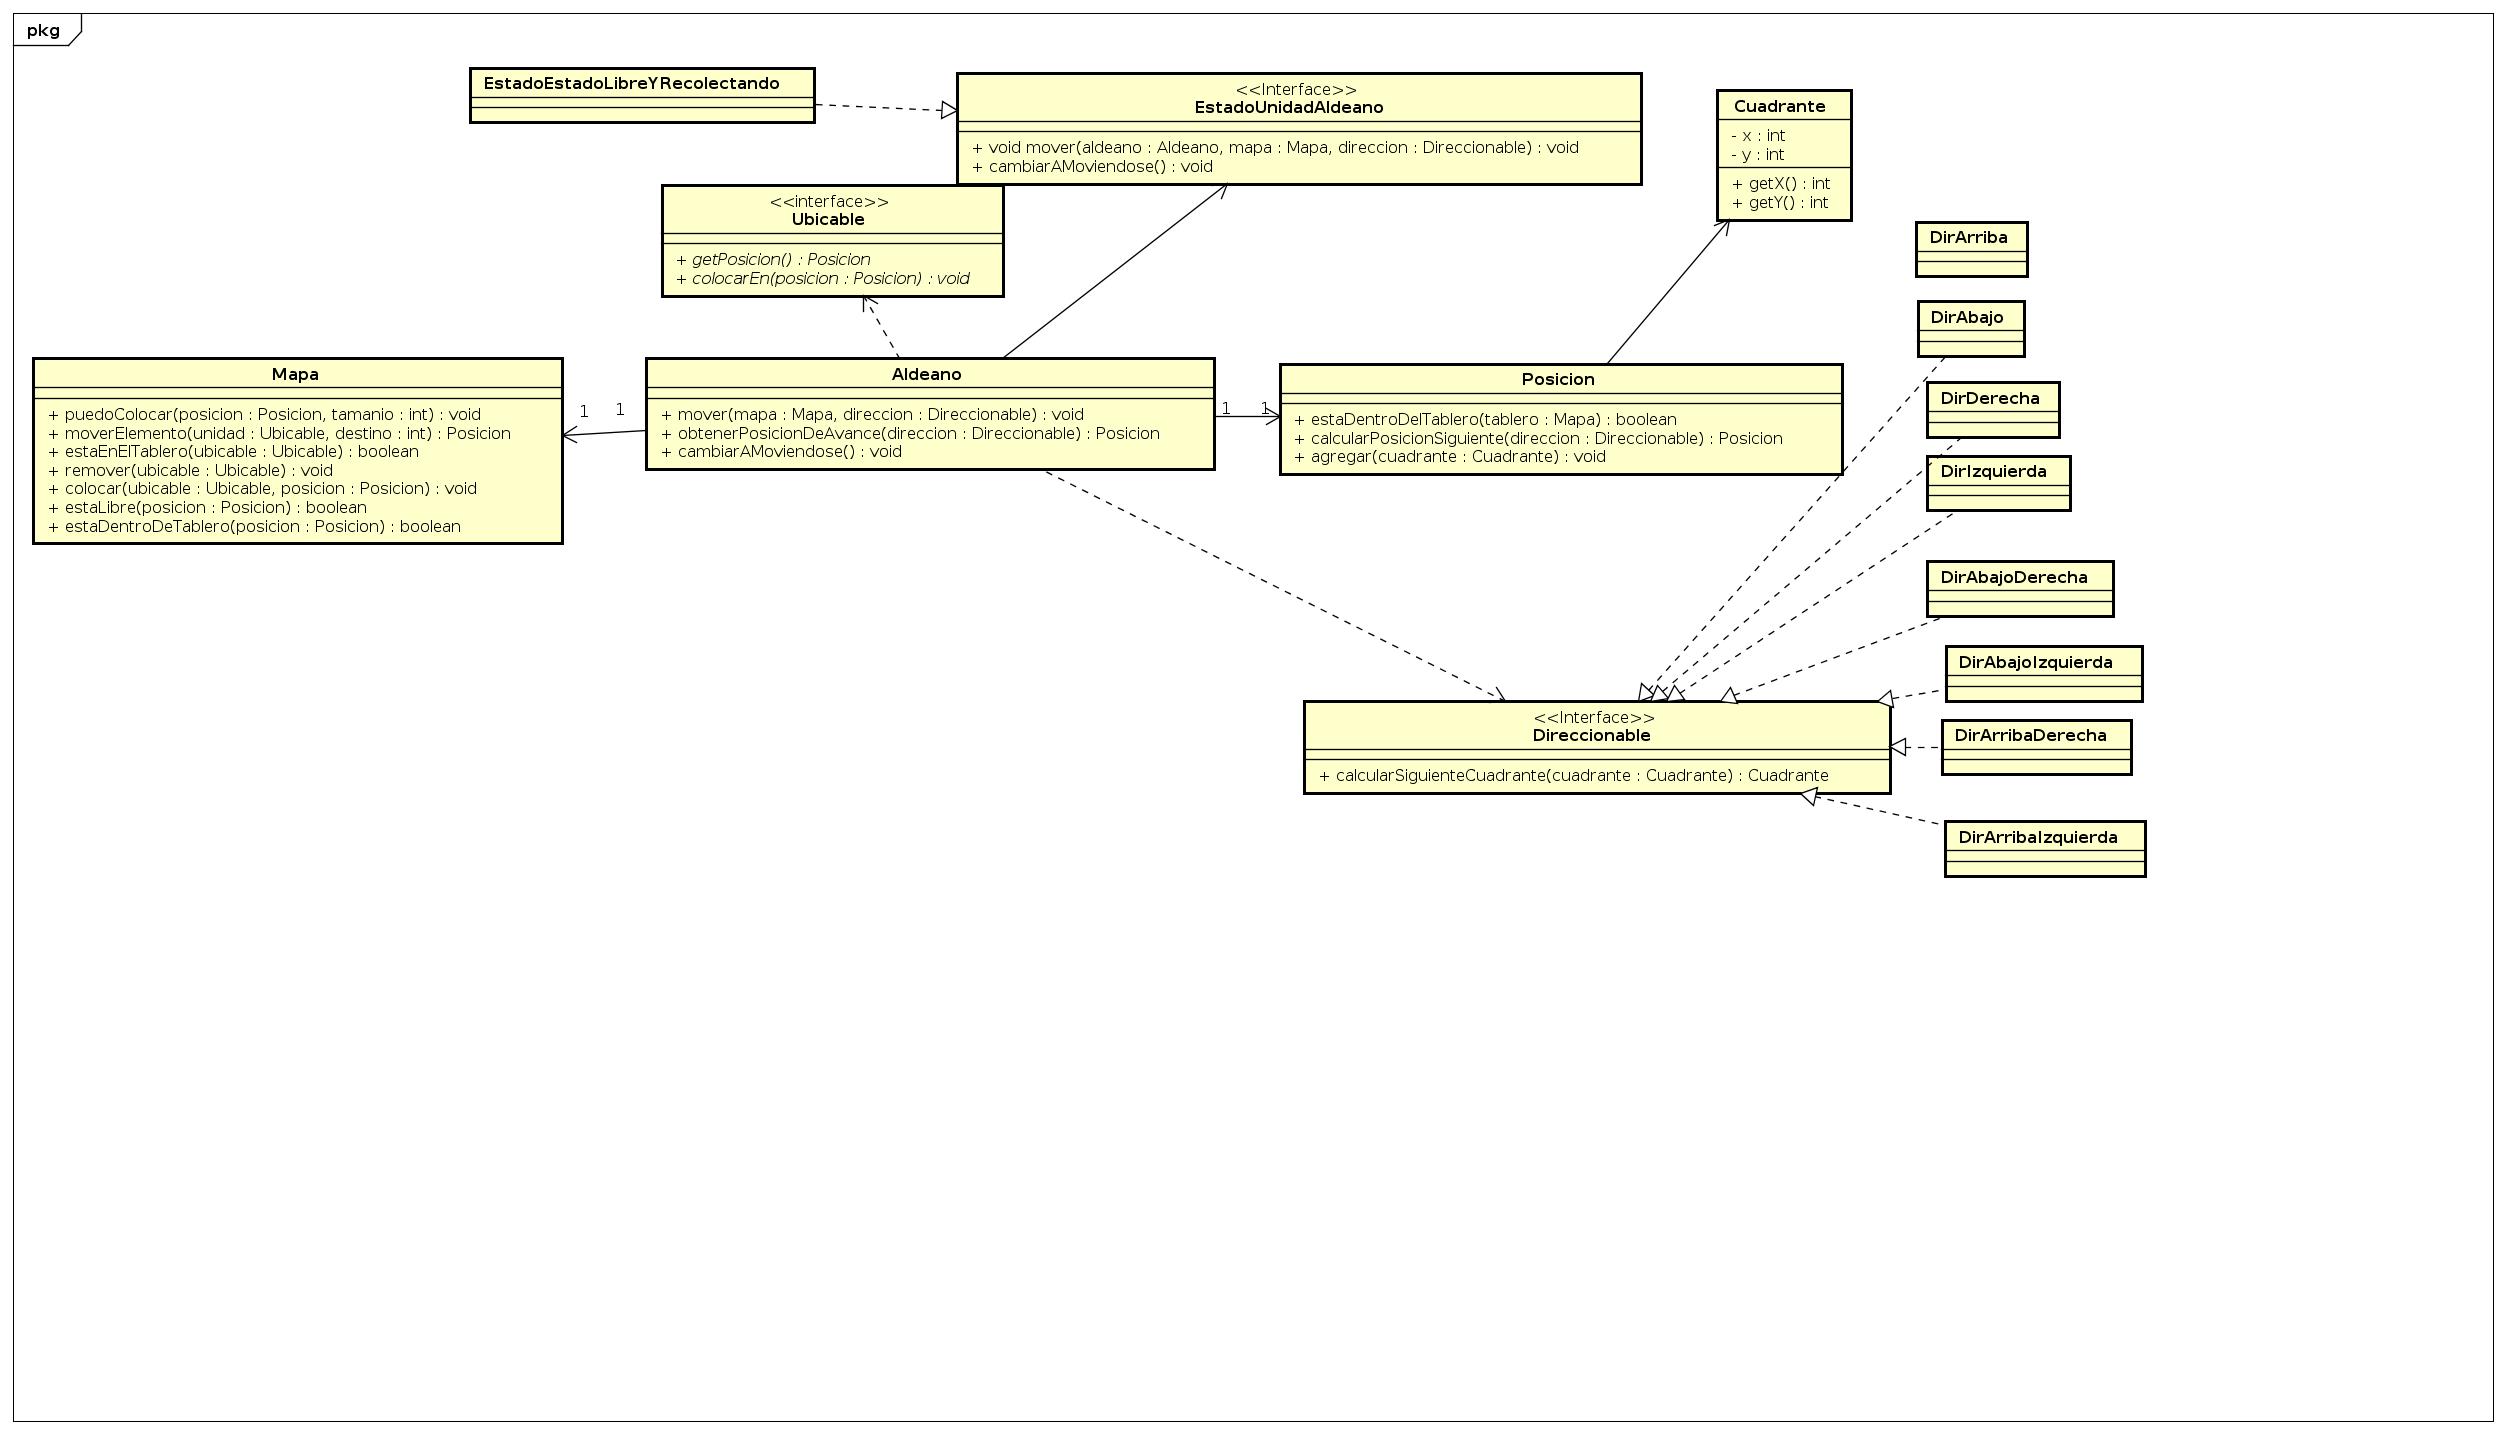 pkg
EstadoEstadoLibreYRecolectando
<<Interface>>
EstadoUnidadAldeano
+ void mover(aldeano : Aldeano, mapa : Mapa, direccion : Direccionable) : void
+ cambiarAMoviendose() : void
Cuadrante
- x : int
- y : int
+ getX() : int
+ getY() : int
<<interface>>
Ubicable
+ getPosicion() : Posicion
+ colocarEn(posicion : Posicion) : void
DirArriba
DirAbajo
Mapa
+ puedoColocar(posicion : Posicion, tamanio : int) : void
+ moverElemento(unidad : Ubicable, destino : int) : Posicion
+ estaEnElTablero(ubicable : Ubicable) : boolean
+ remover(ubicable : Ubicable) : void
+ colocar(ubicable : Ubicable, posicion : Posicion) : void
+ estaLibre(posicion : Posicion) : boolean
+ estaDentroDeTablero(posicion : Posicion) : boolean
1 1
Aldeano
+ mover(mapa : Mapa, direccion : Direccionable) : void
+ obtenerPosicionDeAvance(direccion : Direccionable) : Posicion
+ cambiarAMoviendose() : void
1 1
Posicion
+ estaDentroDelTablero(tablero : Mapa) : boolean
+ calcularPosicionSiguiente(direccion : Direccionable) : Posicion
+ agregar(cuadrante : Cuadrante) : void
DirDerecha
DirIzquierda
DirAbajoDerecha
DirAbajoIzquierda
<<Interface>>
Direccionable
+ calcularSiguienteCuadrante(cuadrante : Cuadrante) : Cuadrante
DirArribaDerecha
DirArribaIzquierda